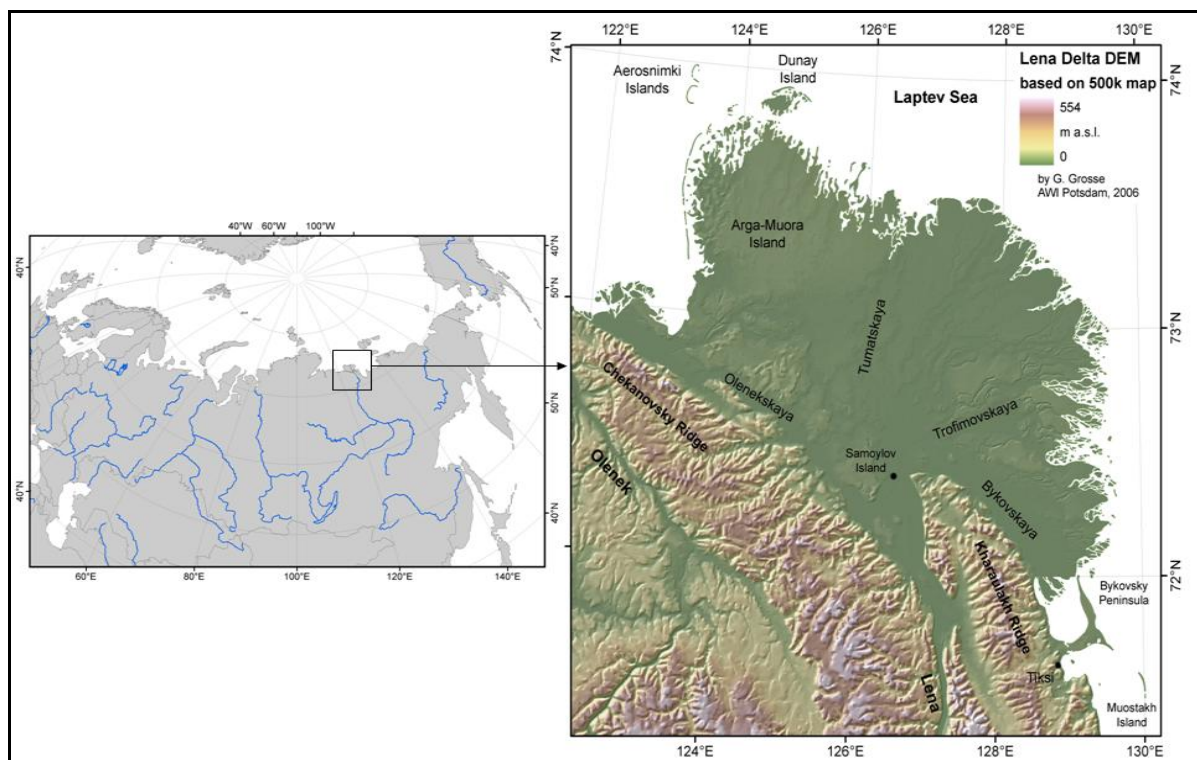 40°W 60°W 100°W
40°N
40°N
50°N
50°N
60°N
70°N
40°N
40°N
60°E 80°E 100°E 120°E 140°E
122°E 124°E 126°E 128°E 130°E
74°N
74°N
73°N
73°N
72°N
Aerosnimki
Islands
Dunay
Island
Laptev Sea
Lena Delta DEM
based on 500k map
554
m a.s.l.
0
by G. Grosse
AWI Potsdam, 2006
Arga-Muora
Island
Tumatskaya
Olenekskaya
Chekanovsky Ridge
Trofimovskaya
Olenek
Samoylov
Island
Bykovskaya
Kharaulakh Ridge
Bykovsky
Peninsula
Lena
Tiksi
Muostakh
Island
124°E 126°E 128°E 130°E